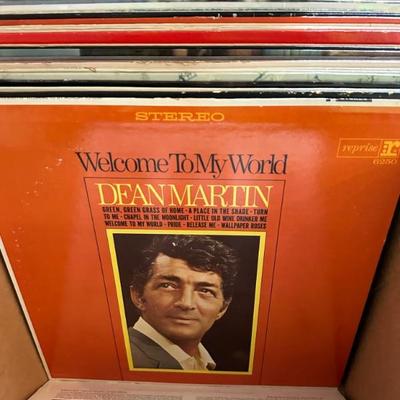 STEREO
reprise
6250
Welcome To My World
DEAN MARTIN
GREEN, GREEN GRASS OF HOME • A PLACE IN THE SHADE • TURN
TO ME • CHAPEL IN THE MOONLIGHT • LITTLE OLD WINE DRINKER ME
WELCOME TO MY WORLD • PRIDE • RELEASE ME • WALLPAPER ROSES